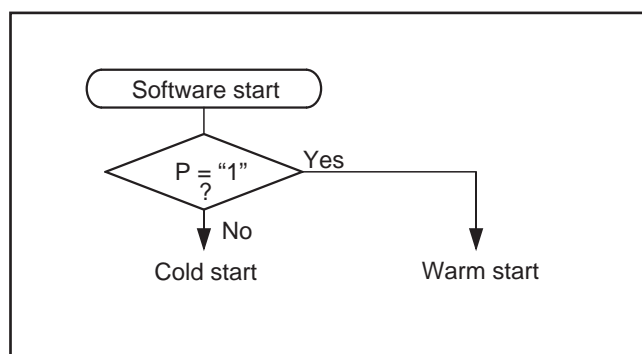 Software start
P = “1”
?
Yes
No
Cold start
Warm start